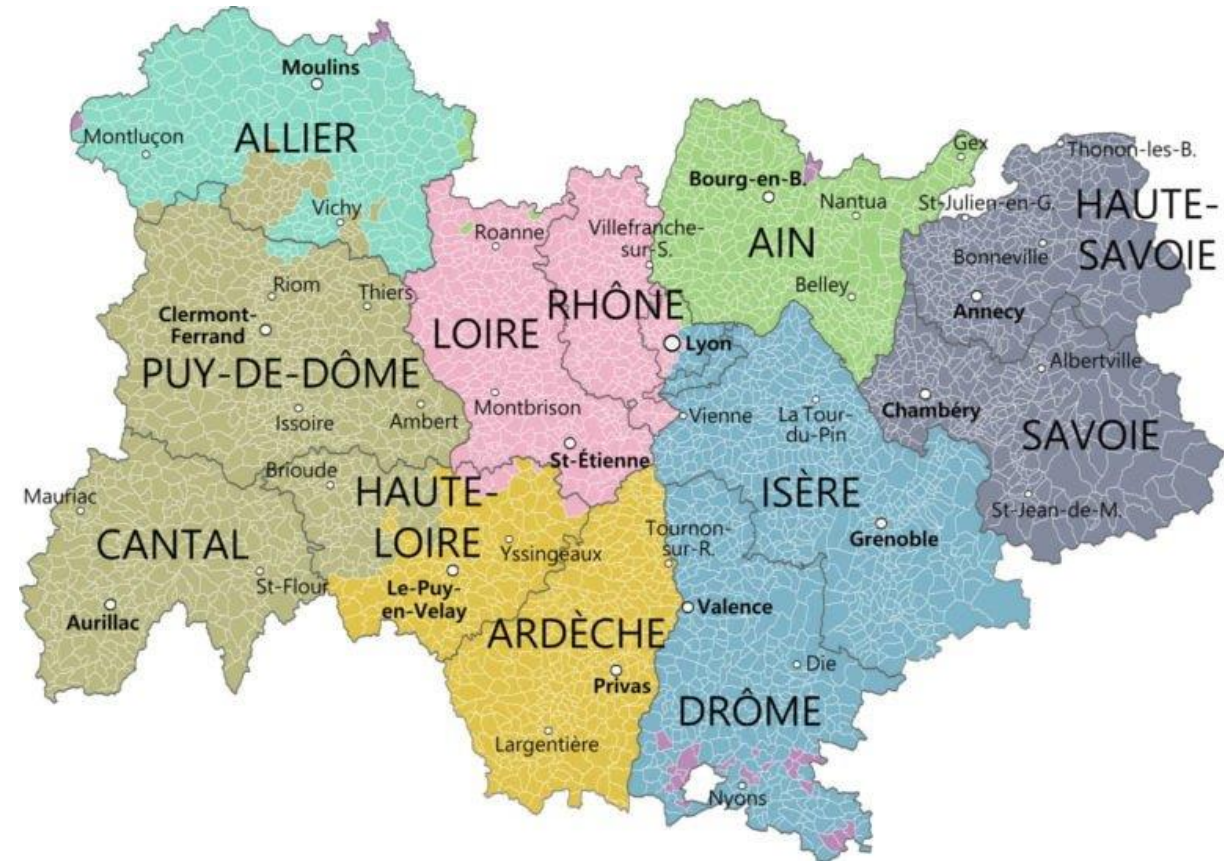 Moulins
Montluçon
ALLIER
Vichy
Gex
Thonon-les-B.
Bourg-en-B.
Nantua
St-Julien-en-G.
HAUTE-
SAVOIE
Roanne
Villefranche-
sur-S.
AIN
Bonneville
Riom
Thiers
Belley
Annecy
Clermont-
Ferrand
LOIRE
RHÔNE
Lyon
Albertville
PUY-DE-DÔME
Issoire
Ambert
Montbrison
Vienne
La Tour-
du-Pin
Chambéry
SAVOIE
St-Étienne
Brioude
Mauriac
HAUTE-
LOIRE
ISÈRE
St-Jean-de-M.
CANTAL
Yssingeaux
Tournon-
sur-R.
Grenoble
St-Flour
Le-Puy-
en-Velay
Aurillac
Valence
ARDÈCHE
Privas
Die
DRÔME
Largentière
Nyons